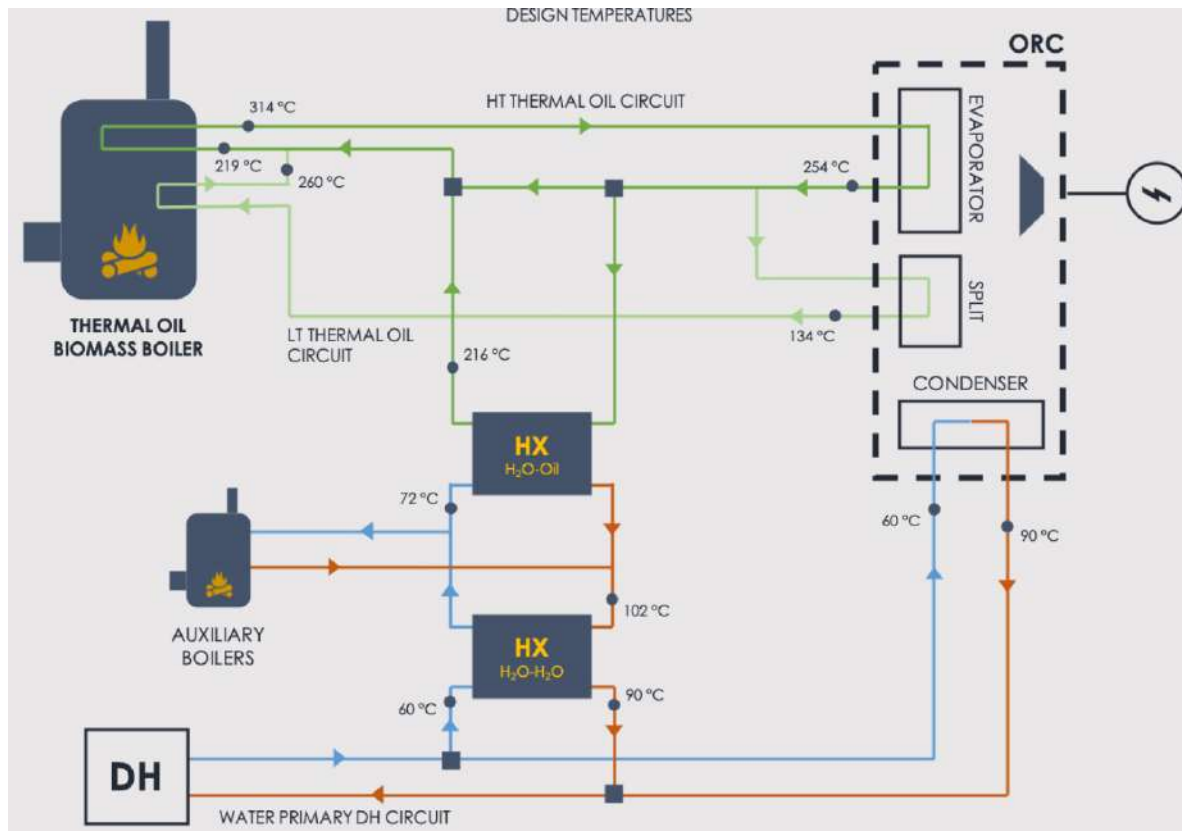 DESIGN TEMPERATURES
ORC
314 °C
HT THERMAL OIL CIRCUIT
EVAPORATOR
219 °C
260 °C
254 °C
SPLIT
THERMAL OIL
BIOMASS BOILER
LT THERMAL OIL
CIRCUIT
134 °C
216 °C
CONDENSER
HX
H₂O-Oil
72 °C
60 °C
90 °C
102 °C
AUXILIARY
BOILERS
HX
H₂O-H₂O
60 °C
90 °C
DH
WATER PRIMARY DH CIRCUIT